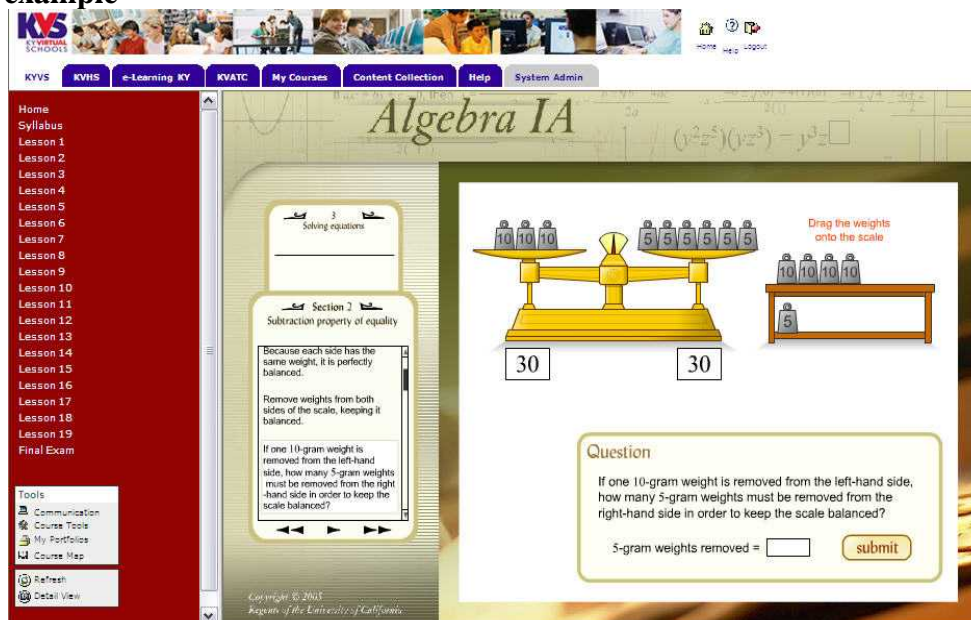 example
KVS
KY VIRTUAL
SCHOOLS
Home Help Logout
KYVS KVHS e-Learning KY KVATC My Courses Content Collection Help System Admin
Home
Syllabus
Lesson 1
Lesson 2
Lesson 3
Lesson 4
Lesson 5
Lesson 6
Lesson 7
Lesson 8
Lesson 9
Lesson 10
Lesson 11
Lesson 12
Lesson 13
Lesson 14
Lesson 15
Lesson 16
Lesson 17
Lesson 18
Lesson 19
Final Exam
Tools
Communication
Course Tools
My Portfolios
Course Map
Refresh
Detail View
Algebra IA
(y²z⁵)(yz³) = y³z
3
Solving equations
Section 2
Subtraction property of equality
Because each side has the
same weight, it is perfectly
balanced.
Remove weights from both
sides of the scale, keeping it
balanced.
If one 10-gram weight is
removed from the left-hand
side, how many 5-gram weights
must be removed from the right
-hand side in order to keep the
scale balanced?
Copyright © 2005
Regents of the University of California
10 10 10
5 5 5 5 5 5
30
30
Drag the weights
onto the scale
10 10 10 10
5
Question
If one 10-gram weight is removed from the left-hand side,
how many 5-gram weights must be removed from the
right-hand side in order to keep the scale balanced?
5-gram weights removed =
submit